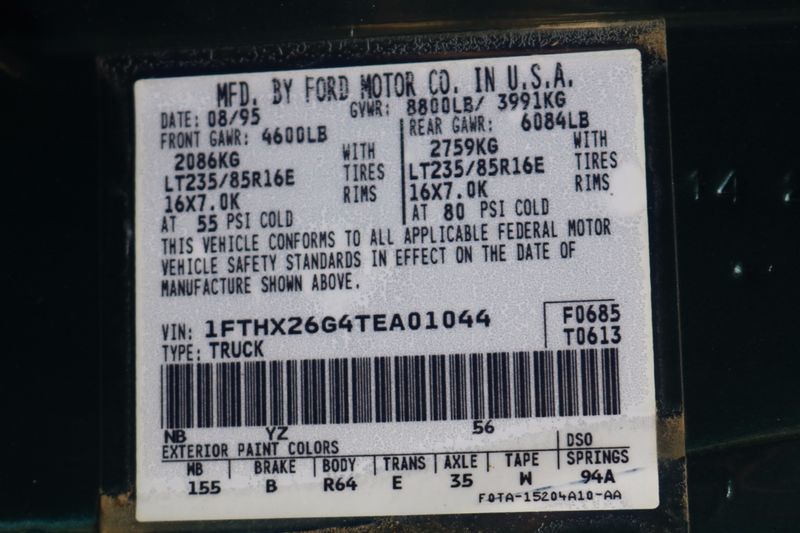 MFD. BY FORD MOTOR CO. IN U.S.A.
DATE: 08/95 GVWR: 8800LB/ 3991KG
FRONT GAWR: 4600LB REAR GAWR: 6084LB
2086KG WITH 2759KG WITH
LT235/85R16E TIRES LT235/85R16E TIRES
16X7.0K RIMS 16X7.0K RIMS
AT 55 PSI COLD AT 80 PSI COLD
THIS VEHICLE CONFORMS TO ALL APPLICABLE FEDERAL MOTOR
VEHICLE SAFETY STANDARDS IN EFFECT ON THE DATE OF
MANUFACTURE SHOWN ABOVE.
VIN: 1FTHX26G4TEA01044 F0685
TYPE: TRUCK T0613
NB YZ 56
EXTERIOR PAINT COLORS DSO
WB BRAKE BODY TRANS AXLE TAPE SPRINGS
155 B R64 E 35 W 94A
F0TA-15204A10-AA